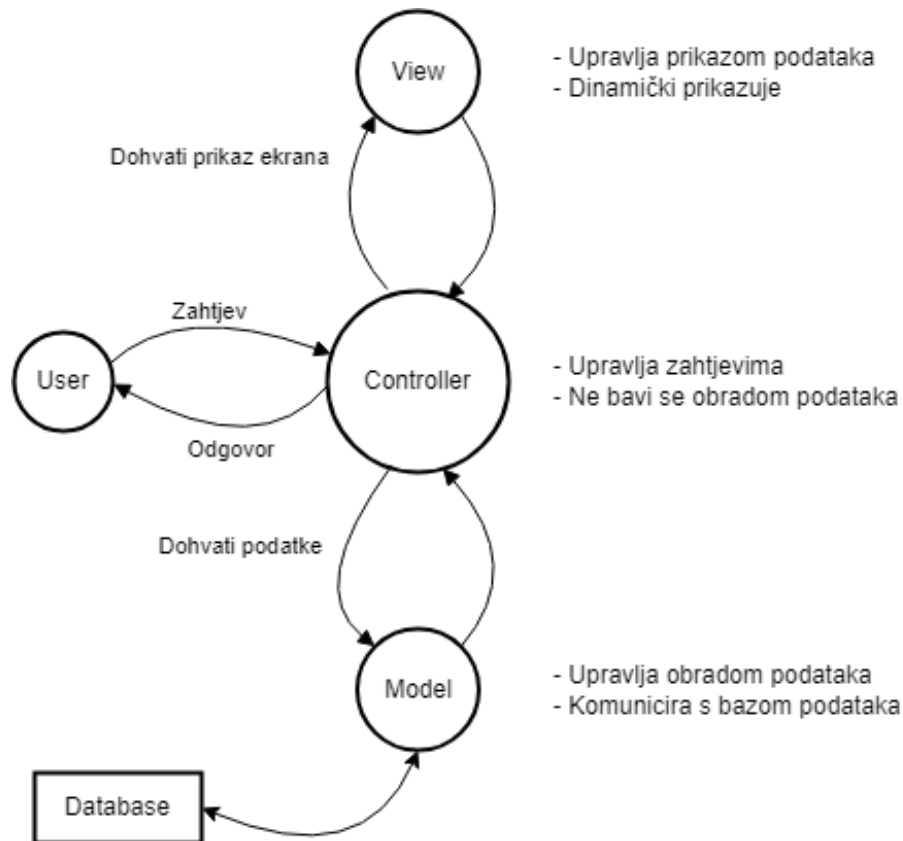 View
- Upravlja prikazom podataka
- Dinamički prikazuje
Dohvati prikaz ekrana
Zahtjev
User
Controller
- Upravlja zahtjevima
- Ne bavi se obradom podataka
Odgovor
Dohvati podatke
Model
- Upravlja obradom podataka
- Komunicira s bazom podataka
Database